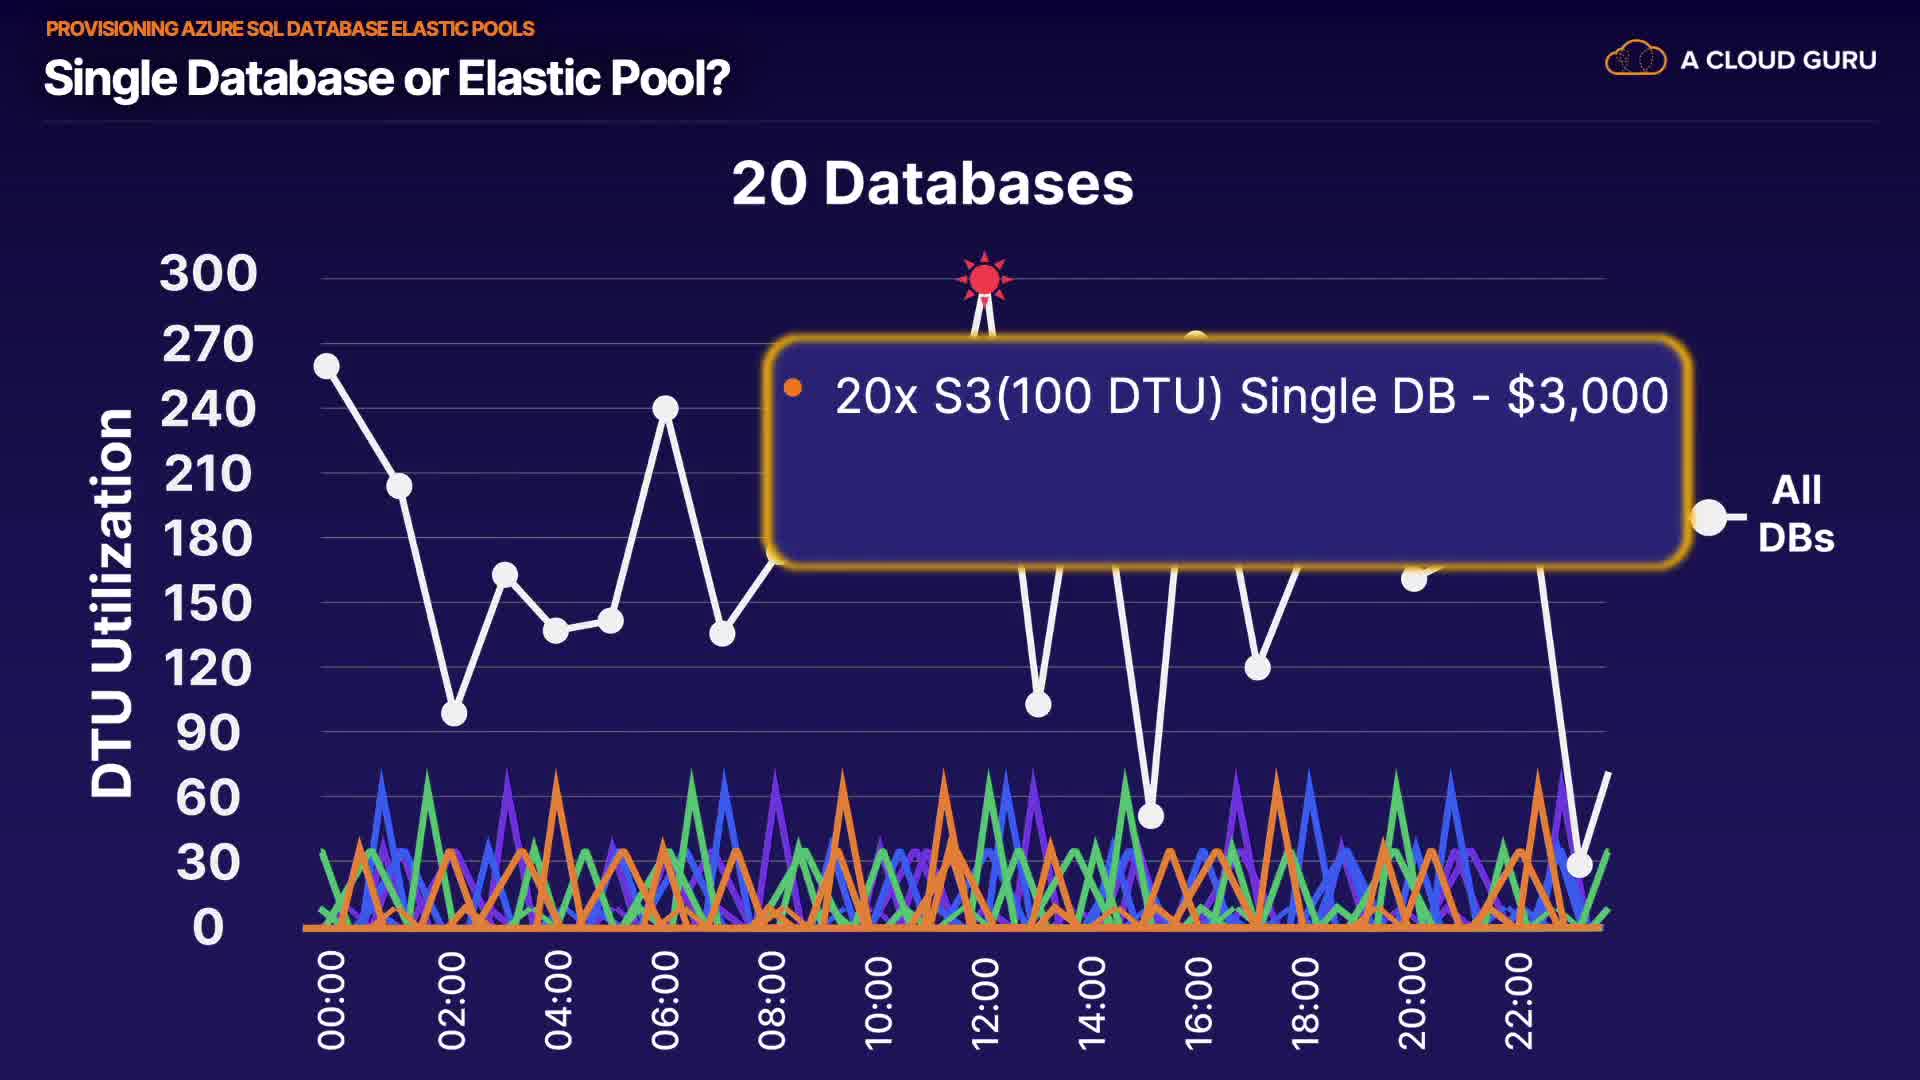 PROVISIONING AZURE SQL DATABASE ELASTIC POOLS
Single Database or Elastic Pool?
A CLOUD GURU
20 Databases
300
270
240
210
180
150
120
90
60
30
0
DTU Utilization
20x S3(100 DTU) Single DB - $3,000
All
DBs
00:00
02:00
04:00
06:00
08:00
10:00
12:00
14:00
16:00
18:00
20:00
22:00